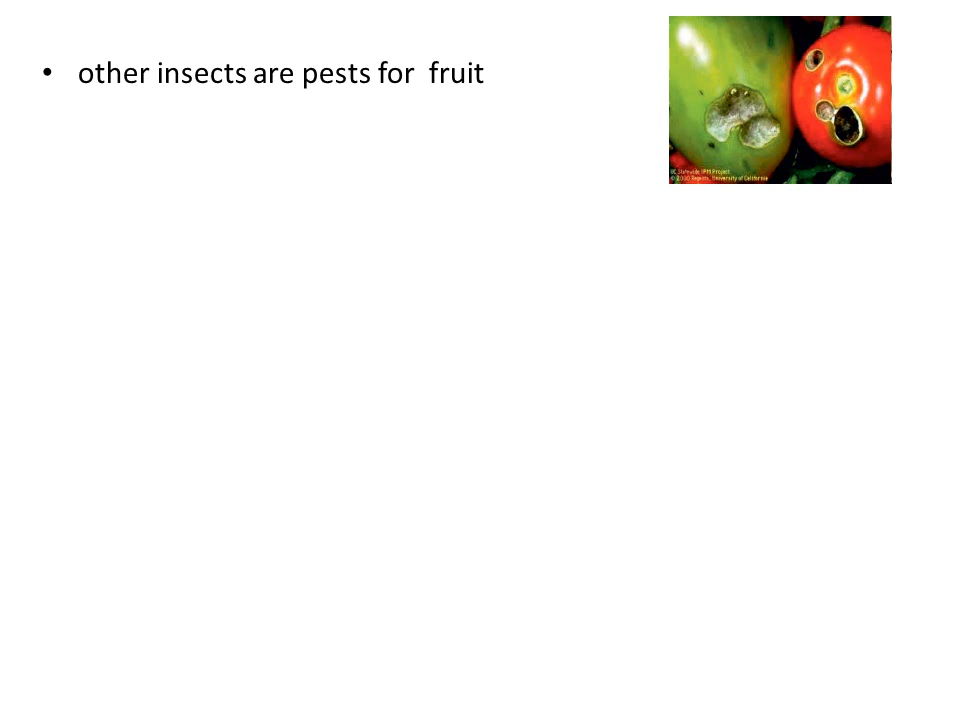 • other insects are pests for  fruit
UC Statewide IPM Project
© 2000 Regents, University of California